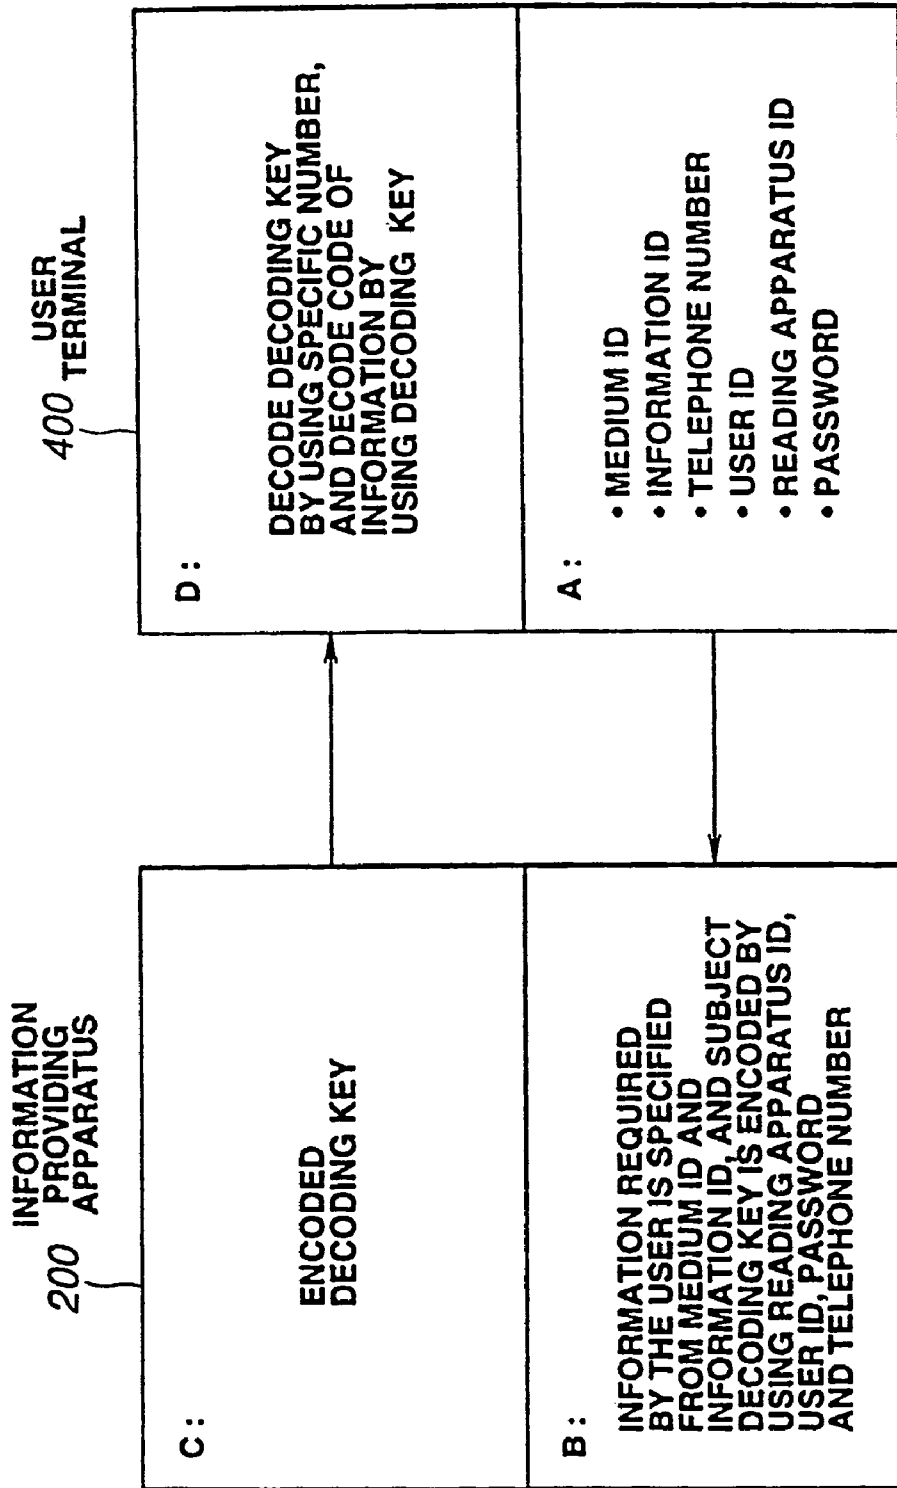 INFORMATION
PROVIDING
200 APPARATUS
C :
ENCODED
DECODING KEY
B :
INFORMATION REQUIRED
BY THE USER IS SPECIFIED
FROM MEDIUM ID AND
INFORMATION ID, AND SUBJECT
DECODING KEY IS ENCODED BY
USING READING APPARATUS ID,
USER ID, PASSWORD
AND TELEPHONE NUMBER
USER
400 TERMINAL
D :
DECODE DECODING KEY
BY USING SPECIFIC NUMBER,
AND DECODE CODE OF
INFORMATION BY
USING DECODING KEY
A :
• MEDIUM ID
• INFORMATION ID
• TELEPHONE NUMBER
• USER ID
• READING APPARATUS ID
• PASSWORD